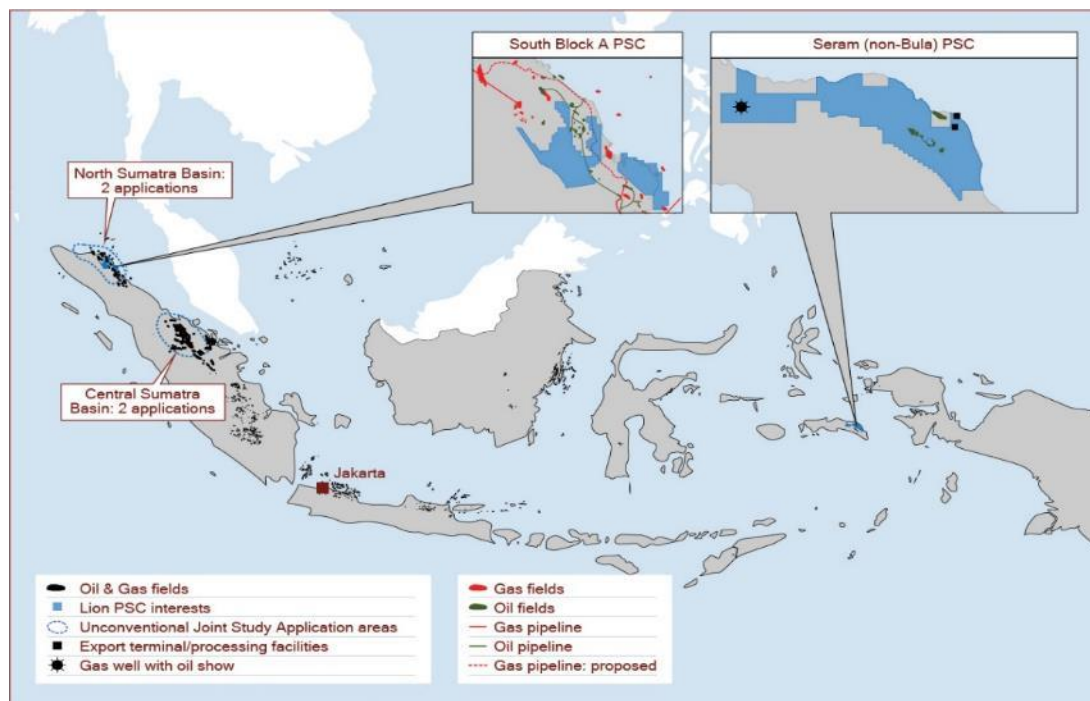 South Block A PSC
Seram (non-Bula) PSC
North Sumatra Basin:
2 applications
Central Sumatra
Basin: 2 applications
Jakarta
Oil & Gas fields
Lion PSC interests
Unconventional Joint Study Application areas
Export terminal/processing facilities
Gas well with oil show
Gas fields
Oil fields
Gas pipeline
Oil pipeline
Gas pipeline: proposed